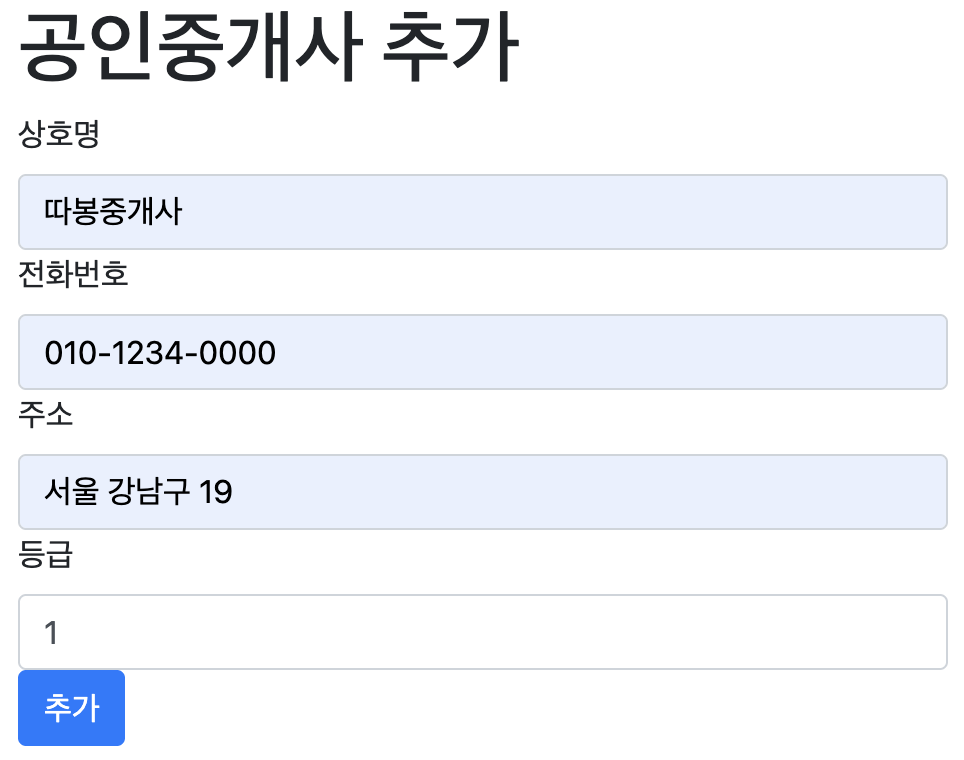 공인중개사 추가
상호명
따봉중개사
전화번호
010-1234-0000
주소
서울 강남구 19
등급
1
추가